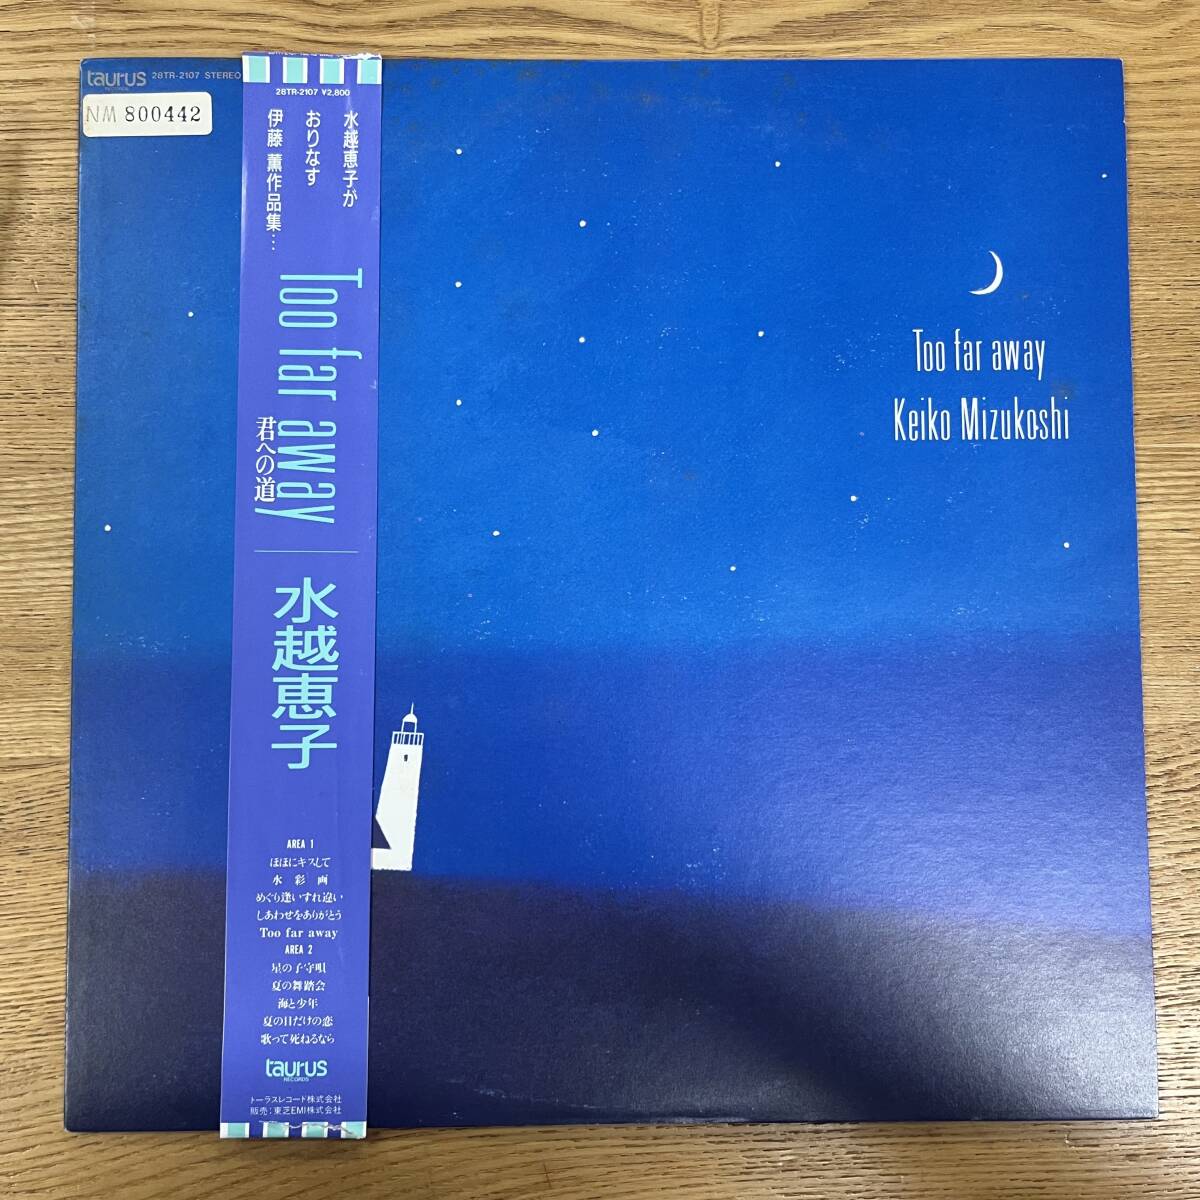 taurus
RECORDS
28TR-2107 STEREO
NM 800442
28TR-2107 ¥2,800
水越恵子が
おりなす
伊藤 薫作品集…
Too far away
君への道
水越恵子
AREA 1
ほほにキスして
水彩画
めぐり逢いすれ違い
しあわせをありがとう
Too far away
AREA 2
星の子守唄
夏の舞踏会
海と少年
夏の日だけの恋
歌って死ねるなら
taurus
RECORDS
トーラスレコード株式会社
販売：東芝EMI株式会社
Too far away
Keiko Mizukoshi